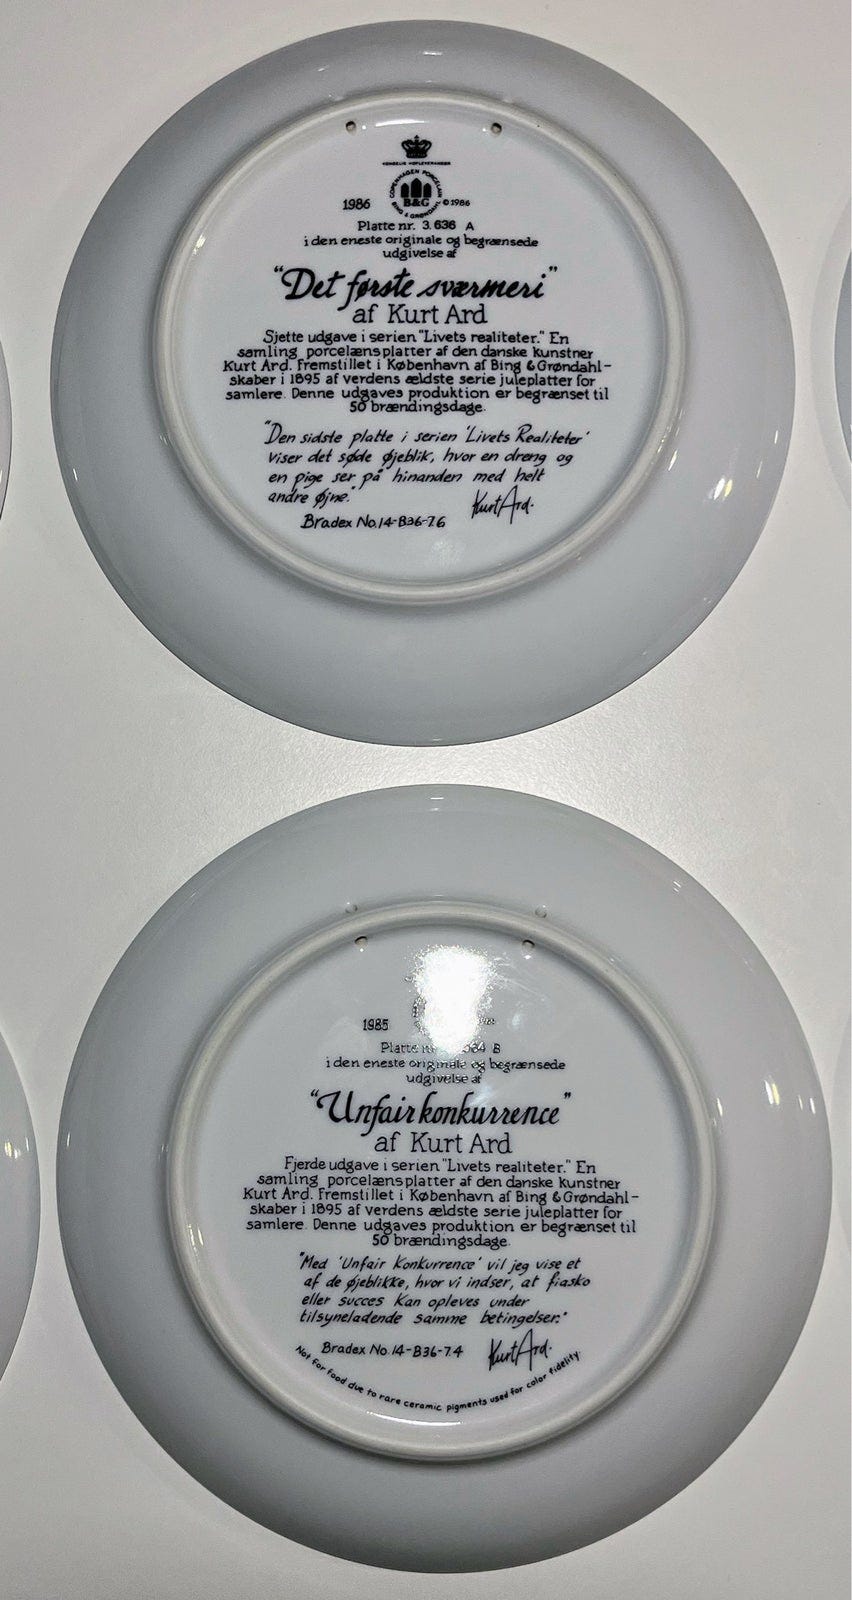 KONGELIG HOFLEVERANDØR
COPENHAGEN PORCELAIN
B&G
BING & GRØNDAHL
1986 ©1986
Platte nr. 3.636 A
i den eneste originale og begrænsede
udgivelse af
"Det første sværmeri"
af Kurt Ard
Sjette udgave i serien "Livets realiteter." En
samling porcelænsplatter af den danske kunstner
Kurt Ard. Fremstillet i København af Bing & Grøndahl-
skaber i 1895 af verdens ældste serie juleplatter for
samlere. Denne udgaves produktion er begrænset til
50 brændingsdage.
"Den sidste platte i serien 'Livets Realiteter'
viser det søde øjeblik, hvor en dreng og
en pige ser på hinanden med helt
andre øjne."
Kurt Ard.
Bradex No. 14-B36-7.6
1985
Platte B
i den eneste originale og begrænsede
udgivelse af
"Unfair konkurrence"
af Kurt Ard
Fjerde udgave i serien "Livets realiteter." En
samling porcelænsplatter af den danske kunstner
Kurt Ard. Fremstillet i København af Bing & Grøndahl-
skaber i 1895 af verdens ældste serie juleplatter for
samlere. Denne udgaves produktion er begrænset til
50 brændingsdage.
"Med 'Unfair Konkurrence' vil jeg vise et
af de øjeblikke, hvor vi indser, at fiasko
eller succes kan opleves under
tilsyneladende samme betingelser."
Bradex No. 14-B36-7.4 Kurt Ard.
Not for food due to rare ceramic pigments used for color fidelity.